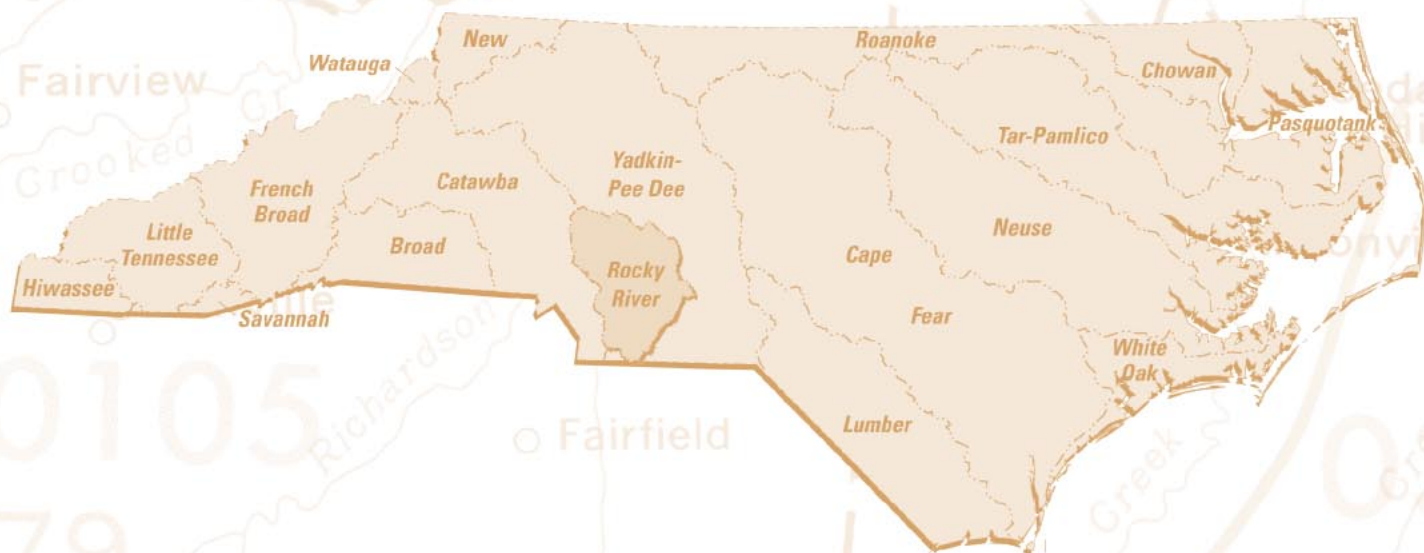 New
Roanoke
Watauga
Chowan
Fairview
Pasquotank
Tar-Pamlico
Crooked
Yadkin-
Pee Dee
Catawba
French
Broad
Neuse
Little
Tennessee
Broad
Cape
Rocky
River
Hiwassee
Savannah
Fear
White
Oak
0105
Richardson
Lumber
Fairfield
Creek
79